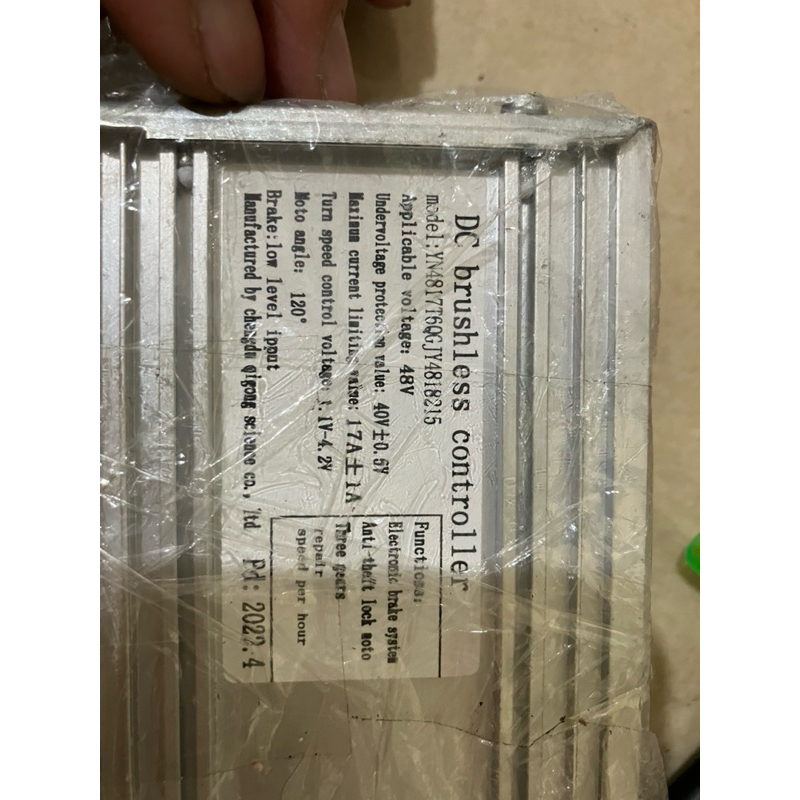 DC brushless controller
model:YN4817T6QGJY4818215
Applicable voltage: 48V
Undervoltage protection value: 40V±0.5V
Maximum current limiting value: 17A±1A
Turn speed control voltage: 1.1V-4.2V
Moto angle: 120°
Brake:low level ipput
Manufactured by chengdu qigong science co., ltd Pd: 2022.4
Functions:
Electronic brake system
Anti-theft lock moto
Three gears
repair
speed per hour